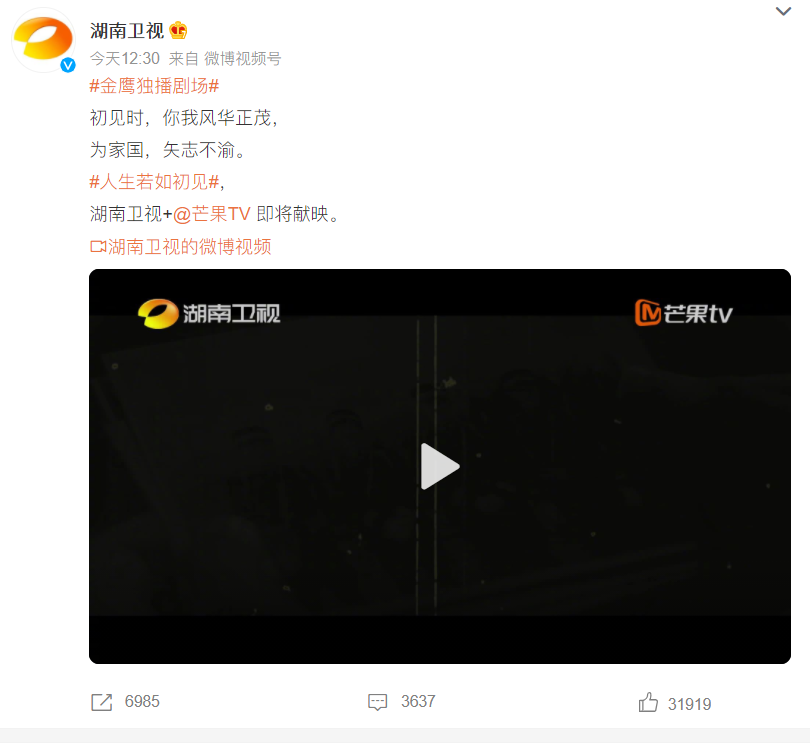 湖南卫视
今天12:30 来自 微博视频号
#金鹰独播剧场#
初见时，你我风华正茂，
为家国，矢志不渝。
#人生若如初见#,
湖南卫视+@芒果TV 即将献映。
湖南卫视的微博视频
湖南卫视
芒果tv
6985
3637
31919